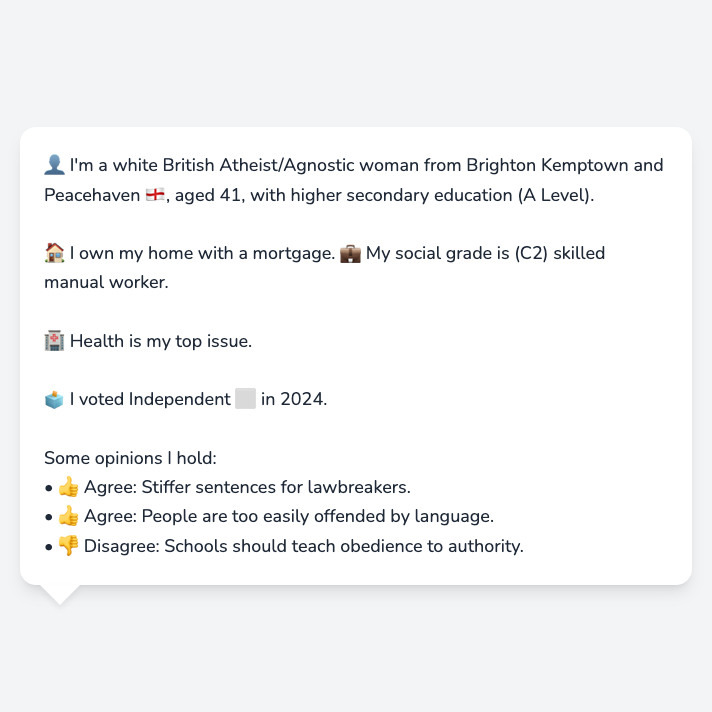 👤 I'm a white British Atheist/Agnostic woman from Brighton Kemptown and
Peacehaven 🏴󠁧󠁢󠁥󠁮󠁧󠁿, aged 41, with higher secondary education (A Level).
🏠 I own my home with a mortgage. 💼 My social grade is (C2) skilled
manual worker.
🏥 Health is my top issue.
🗳️ I voted Independent ⬜ in 2024.
Some opinions I hold:
• 👍 Agree: Stiffer sentences for lawbreakers.
• 👍 Agree: People are too easily offended by language.
• 👎 Disagree: Schools should teach obedience to authority.